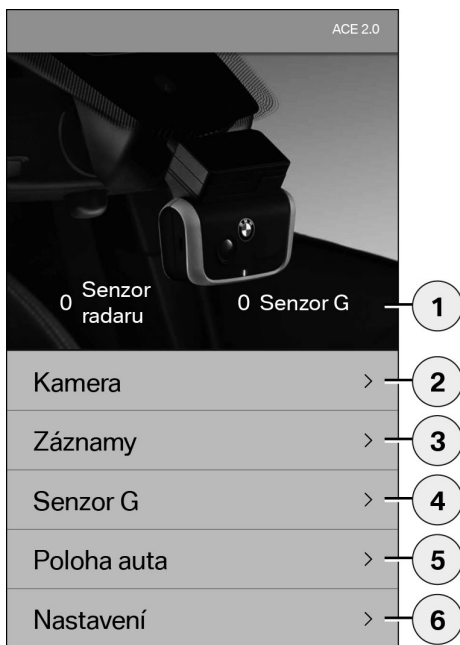 ACE 2.0
0 Senzor radaru
0 Senzor G
1
Kamera
2
Záznamy
3
Senzor G
4
Poloha auta
5
Nastavení
6